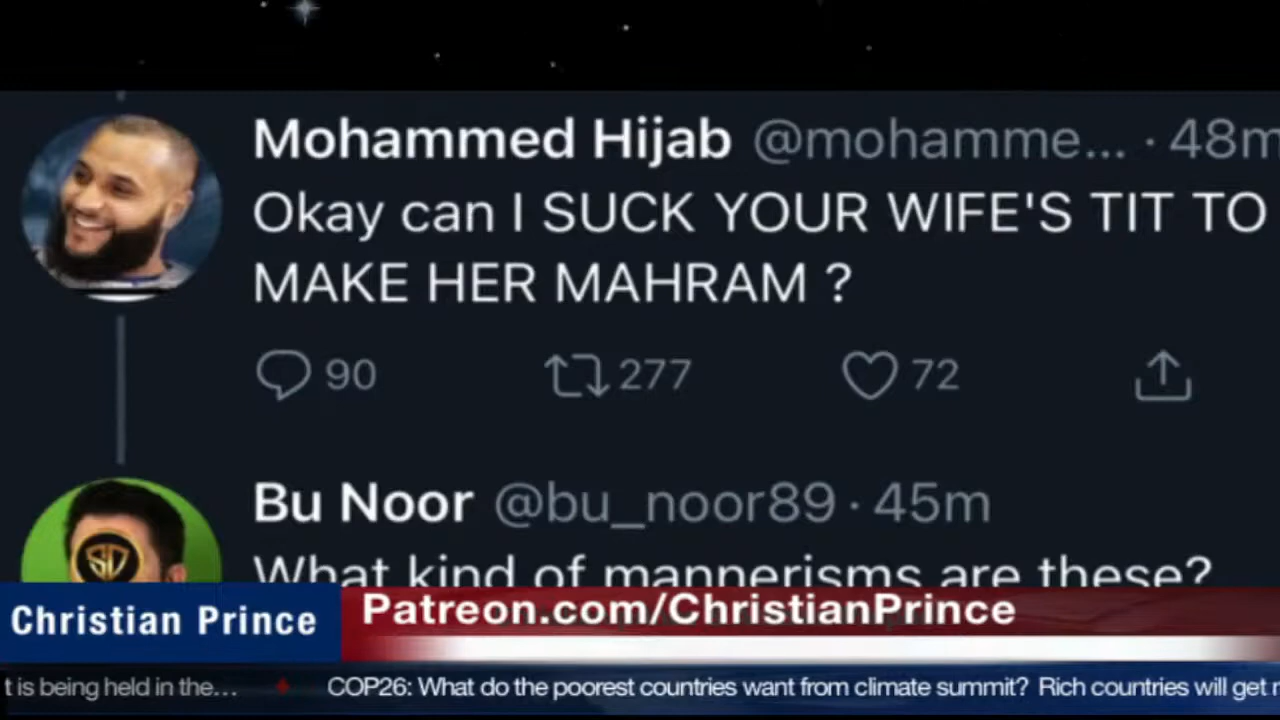 Mohammed Hijab @mohamme... · 48m
Okay can I SUCK YOUR WIFE'S TIT TO
MAKE HER MAHRAM ?
90 277 72
Bu Noor @bu_noor89 · 45m
What kind of mannerisms are these?
Christian Prince
Patreon.com/ChristianPrince
t is being held in the... COP26: What do the poorest countries want from climate summit? Rich countries will get